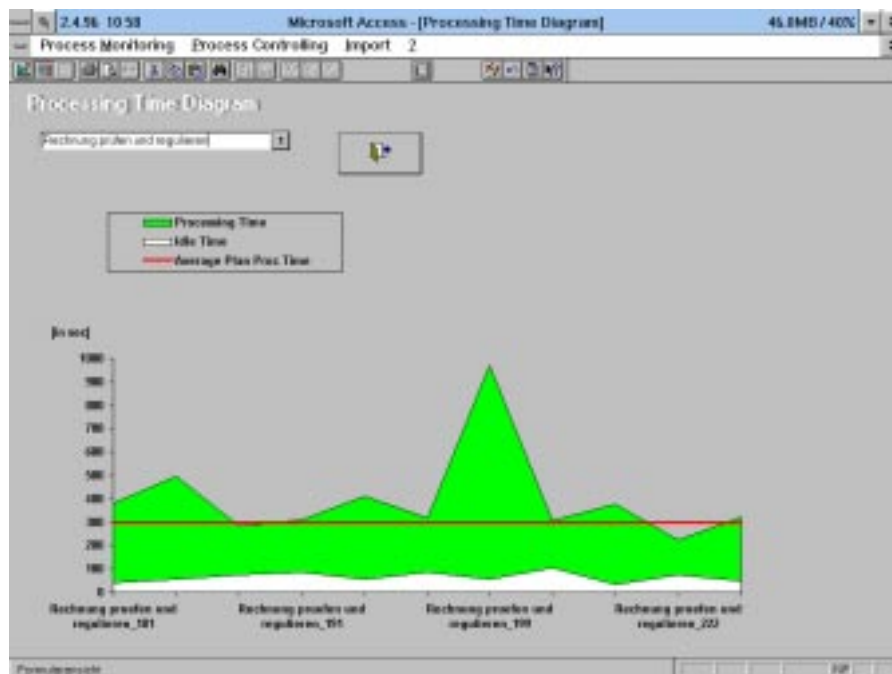 2.4.96 10 58 Microsoft Access - [Processing Time Diagram] 46.0MB / 40%
Process Monitoring Process Controlling Import 2
Processing Time Diagram
Rechnung prüfen und regulieren
Processing Time
Idle Time
Average Plan Proc Time
[in sec]
1000
900
800
700
600
500
400
300
200
100
0
Rechnung pruefen und Rechnung pruefen und Rechnung pruefen und Rechnung pruefen und
regulieren_181 regulieren_191 regulieren_199 regulieren_222
Formularansicht